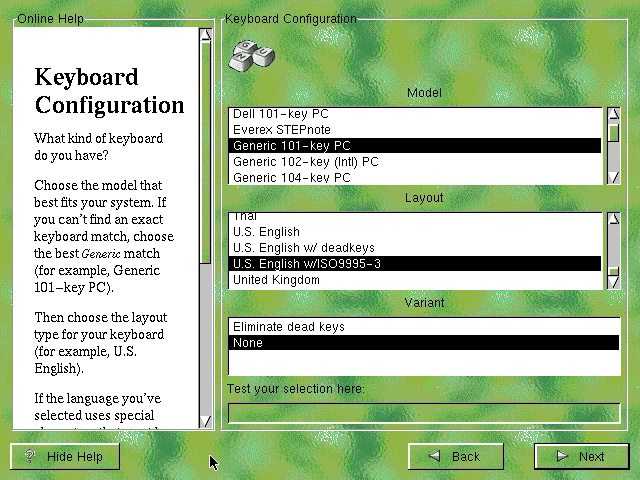 Online Help
Keyboard
Configuration
What kind of keyboard
do you have?
Choose the model that
best fits your system. If
you can't find an exact
keyboard match, choose
the best Generic match
(for example, Generic
101-key PC).
Then choose the layout
type for your keyboard
(for example, U.S.
English).
If the language you've
selected uses special
Keyboard Configuration
Model
Dell 101-key PC
Everex STEPnote
Generic 101-key PC
Generic 102-key (Intl) PC
Generic 104-key PC
Layout
Thai
U.S. English
U.S. English w/ deadkeys
U.S. English w/ISO9995-3
United Kingdom
Variant
Eliminate dead keys
None
Test your selection here:
? Hide Help
Back
Next